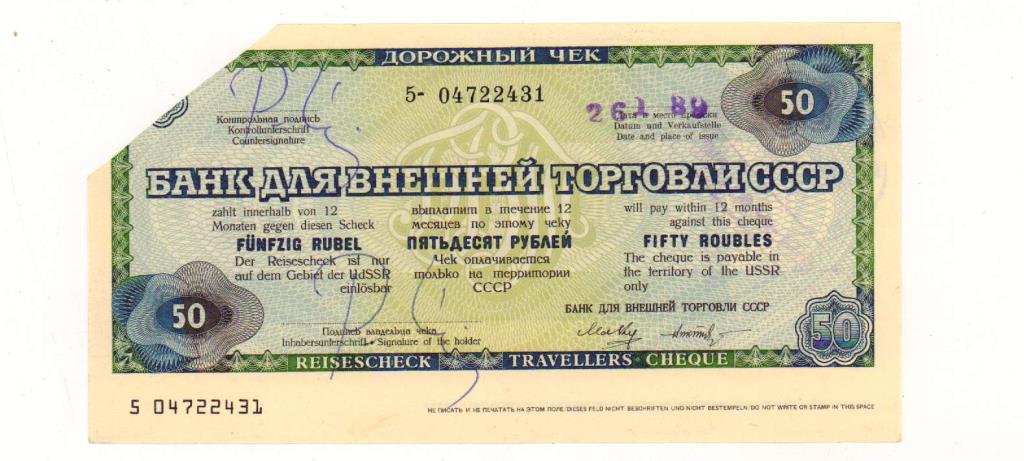 ДОРОЖНЫЙ ЧЕК
5- 04722431
50
Контрольная подпись
Kontrollunterschrift
Countersignature
26 1 89
Дата и место продажи
Datum und Verkaufstelle
Date and place of issue
БАНК ДЛЯ ВНЕШНЕЙ ТОРГОВЛИ СССР
zahlt innerhalb von 12
Monaten gegen diesen Scheck
FÜNFZIG RUBEL
Der Reisescheck ist nur
auf dem Gebiet der UdSSR
einlösbar
выплатит в течение 12
месяцев по этому чеку
ПЯТЬДЕСЯТ РУБЛЕЙ
Чек оплачивается
только на территории
СССР
will pay within 12 months
against this cheque
FIFTY ROUBLES
The cheque is payable in
the territory of the USSR
only
БАНК ДЛЯ ВНЕШНЕЙ ТОРГОВЛИ СССР
50
Подпись владельца чека
Inhabersunterschrift • Signature of the holder
50
REISESCHECK TRAVELLERS CHEQUE
5 04722431
НЕ ПИСАТЬ И НЕ ПЕЧАТАТЬ НА ЭТОМ ПОЛЕ/DIESES FELD NICHT BESCHRIFTEN UND NICHT BESTEMPELN/DO NOT WRITE OR STAMP IN THIS SPACE